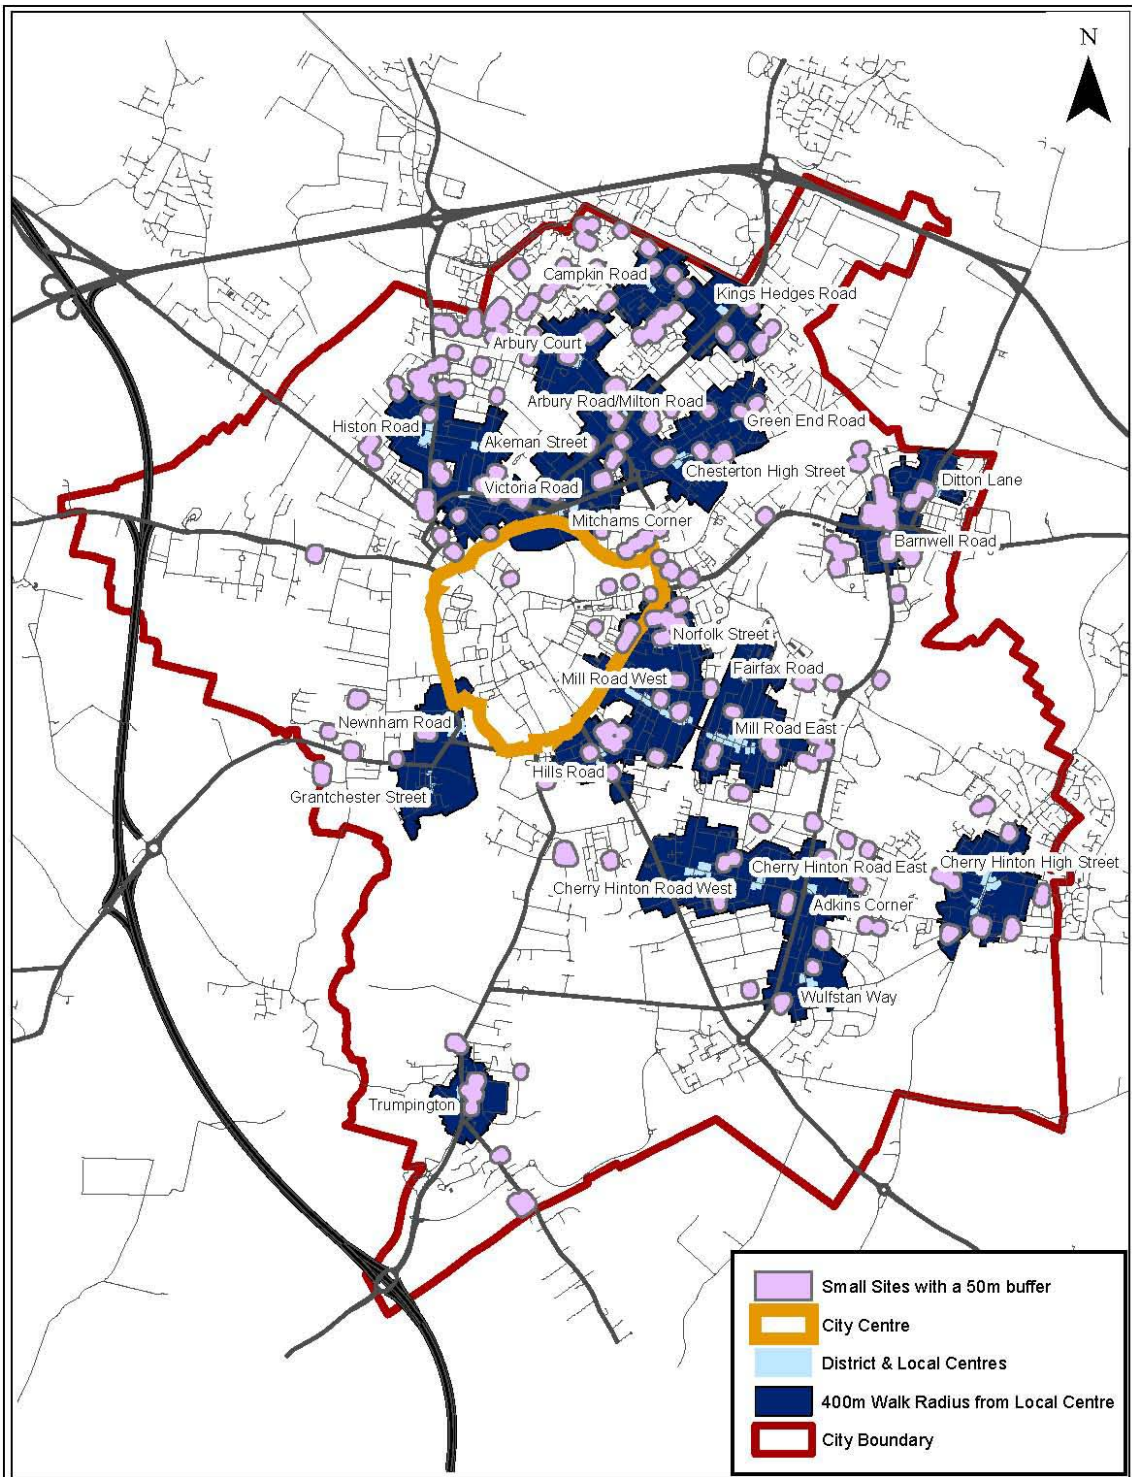 N
Campkin Road
Kings Hedges Road
Arbury Court
Arbury Road/Milton Road
Green End Road
Histon Road
Akeman Street
Chesterton High Street
Ditton Lane
Victoria Road
Mitchams Corner
Barnwell Road
Norfolk Street
Fairfax Road
Mill Road West
Newnham Road
Mill Road East
Hills Road
Grantchester Street
Cherry Hinton Road East
Cherry Hinton High Street
Cherry Hinton Road West
Adkins Corner
Wulfstan Way
Trumpington
Small Sites with a 50m buffer
City Centre
District & Local Centres
400m Walk Radius from Local Centre
City Boundary